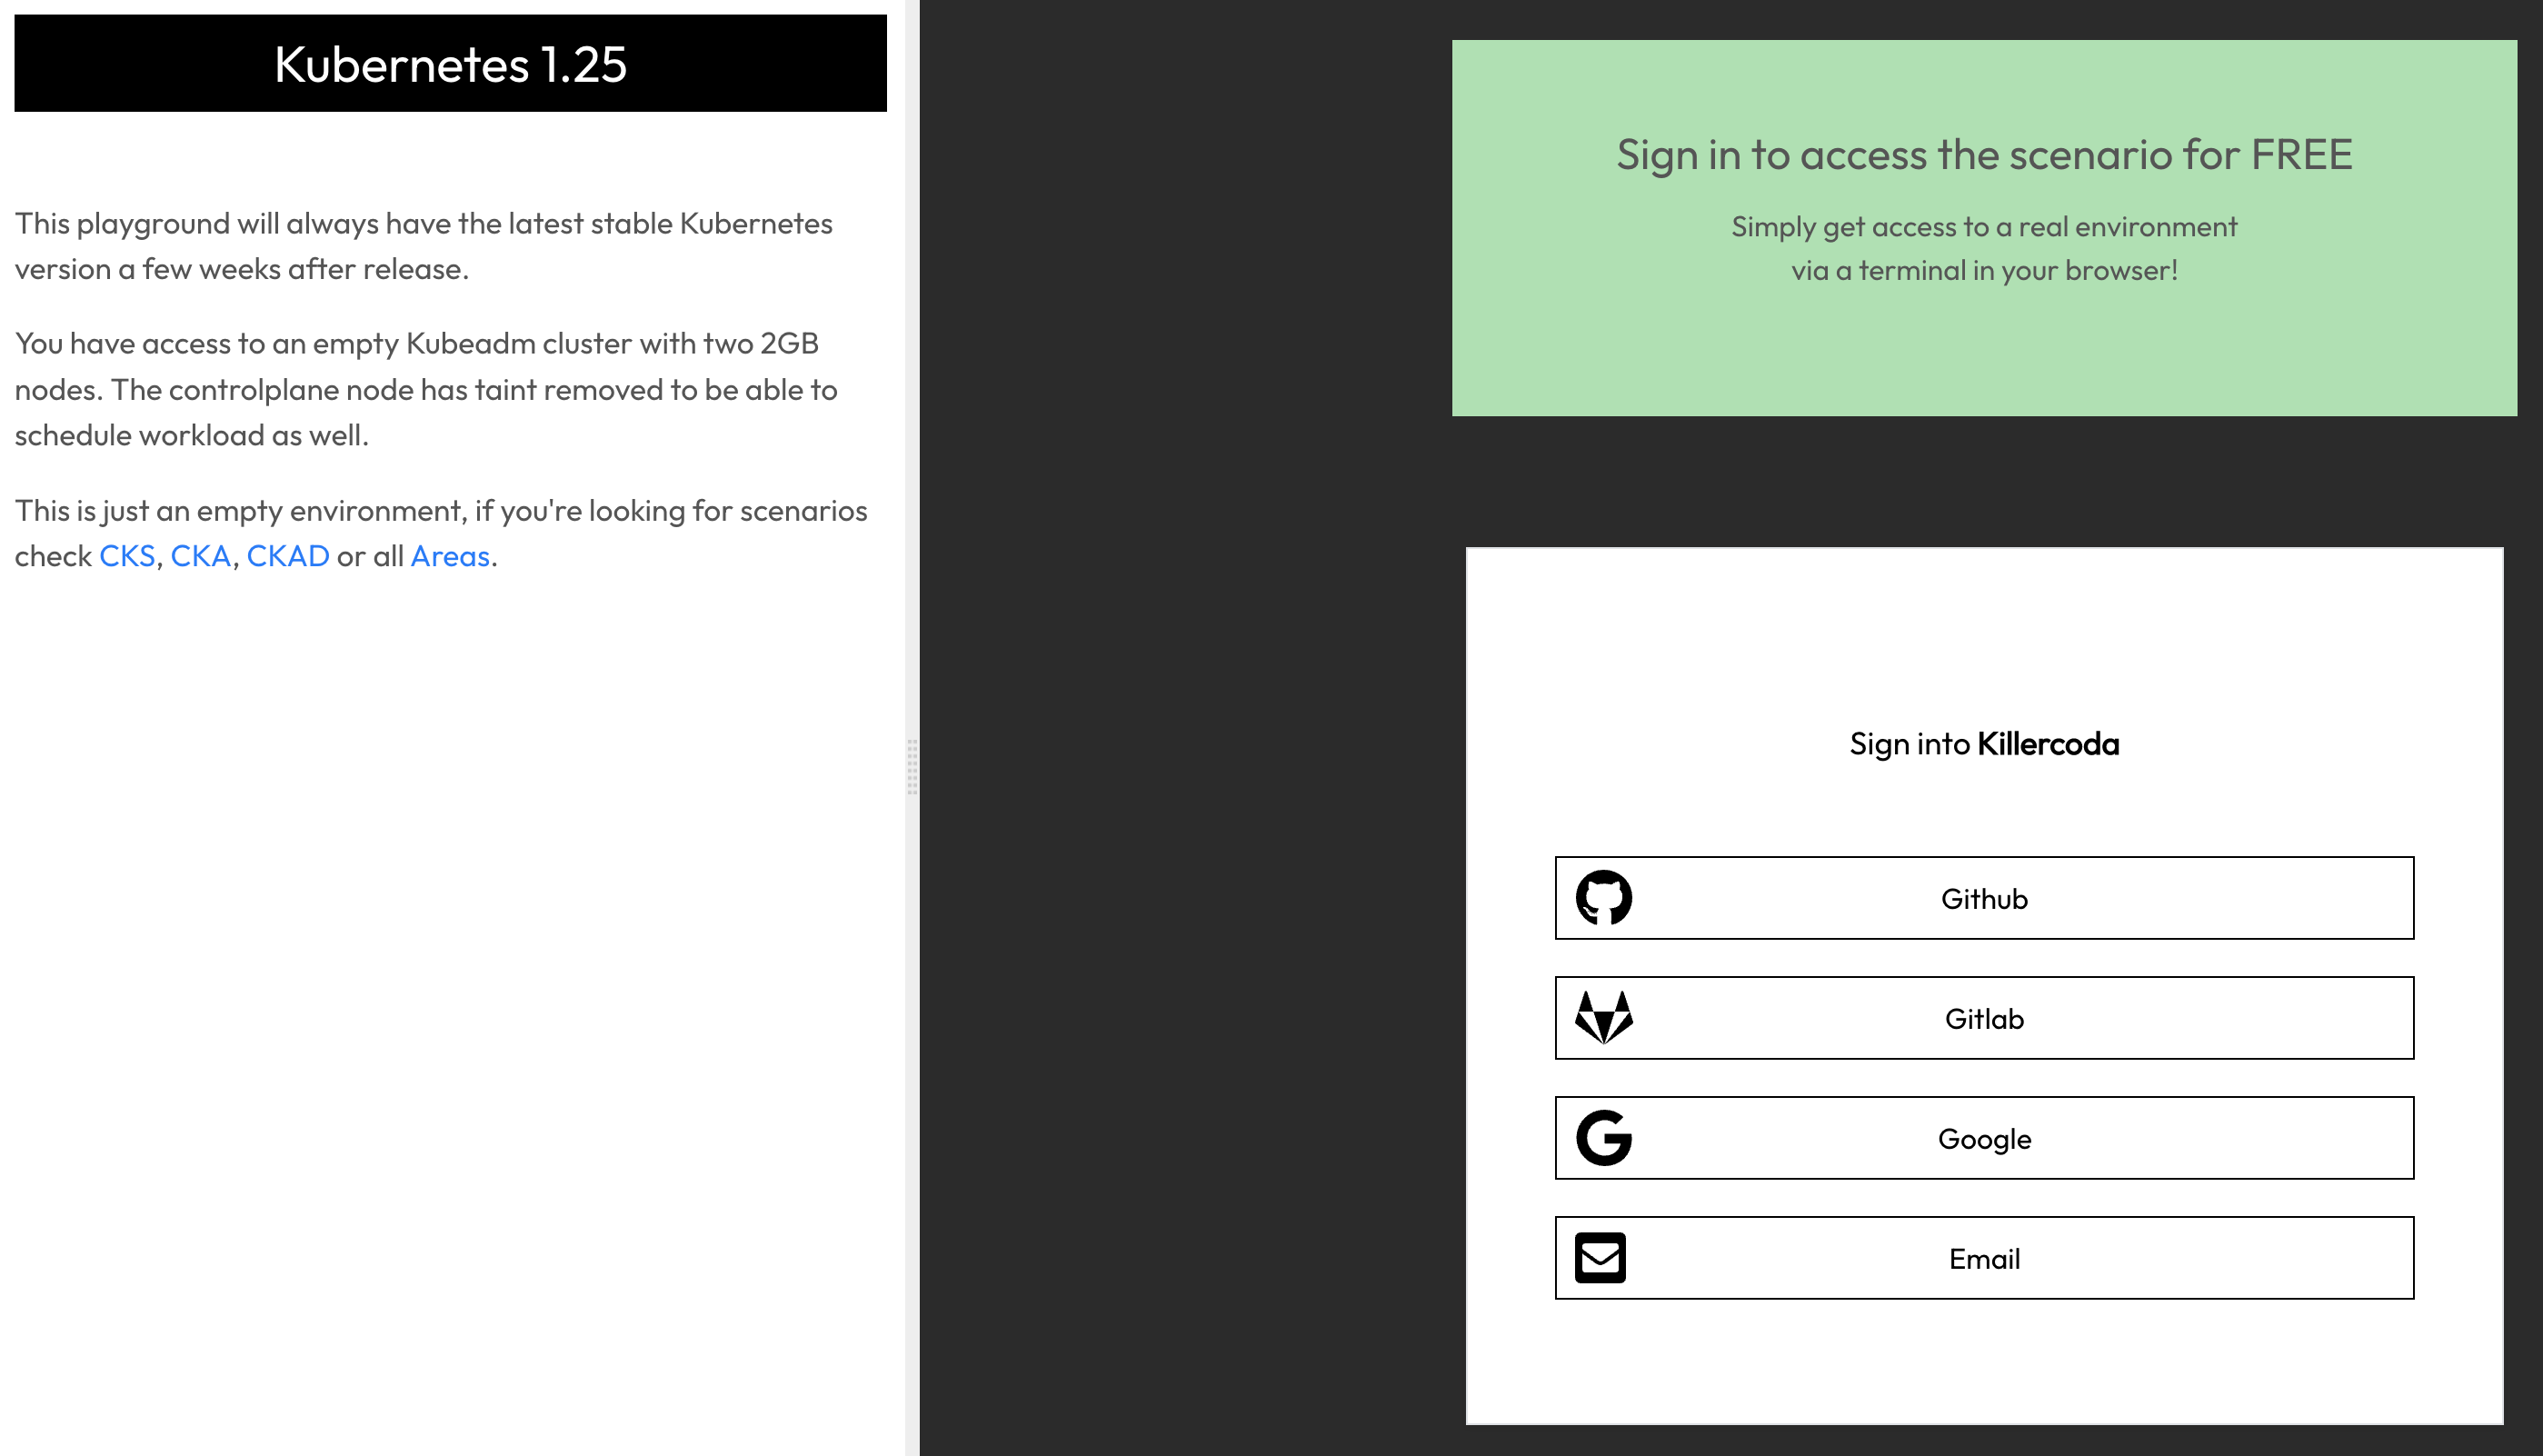 Kubernetes 1.25
This playground will always have the latest stable Kubernetes
version a few weeks after release.
You have access to an empty Kubeadm cluster with two 2GB
nodes. The controlplane node has taint removed to be able to
schedule workload as well.
This is just an empty environment, if you're looking for scenarios
check CKS, CKA, CKAD or all Areas.
Sign in to access the scenario for FREE
Simply get access to a real environment
via a terminal in your browser!
Sign into Killercoda
Github
Gitlab
Google
Email